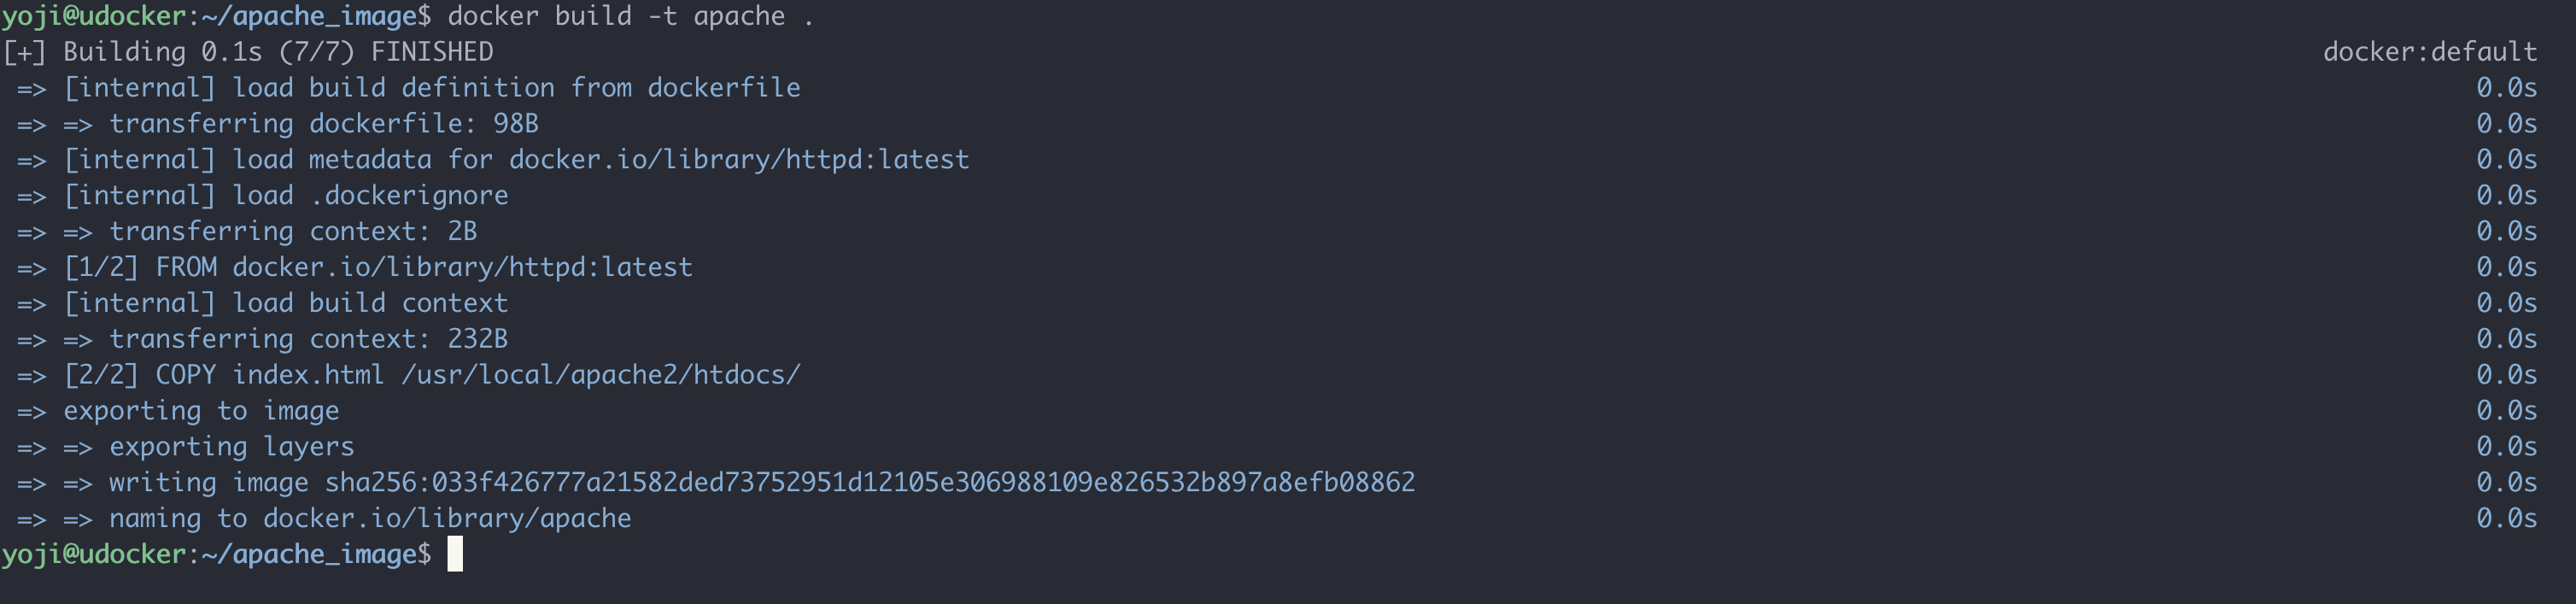 yoji@udocker:~/apache_image$ docker build -t apache .
[+] Building 0.1s (7/7) FINISHED docker:default
=> [internal] load build definition from dockerfile 0.0s
=> => transferring dockerfile: 98B 0.0s
=> [internal] load metadata for docker.io/library/httpd:latest 0.0s
=> [internal] load .dockerignore 0.0s
=> => transferring context: 2B 0.0s
=> [1/2] FROM docker.io/library/httpd:latest 0.0s
=> [internal] load build context 0.0s
=> => transferring context: 232B 0.0s
=> [2/2] COPY index.html /usr/local/apache2/htdocs/ 0.0s
=> exporting to image 0.0s
=> => exporting layers 0.0s
=> => writing image sha256:033f426777a21582ded73752951d12105e306988109e826532b897a8efb08862 0.0s
=> => naming to docker.io/library/apache 0.0s
yoji@udocker:~/apache_image$